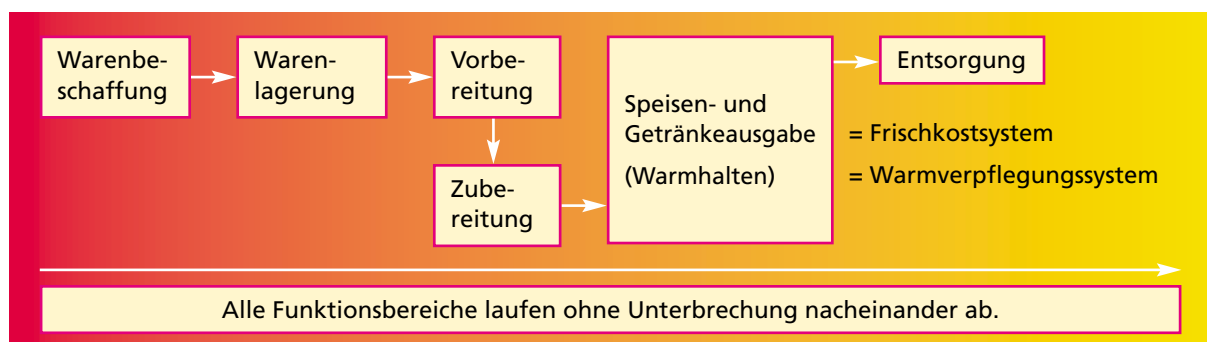 Warenbe-
schaffung
Waren-
lagerung
Vorbe-
reitung
Zube-
reitung
Speisen- und
Getränkeausgabe
(Warmhalten)
Entsorgung
= Frischkostsystem
= Warmverpflegungssystem
Alle Funktionsbereiche laufen ohne Unterbrechung nacheinander ab.